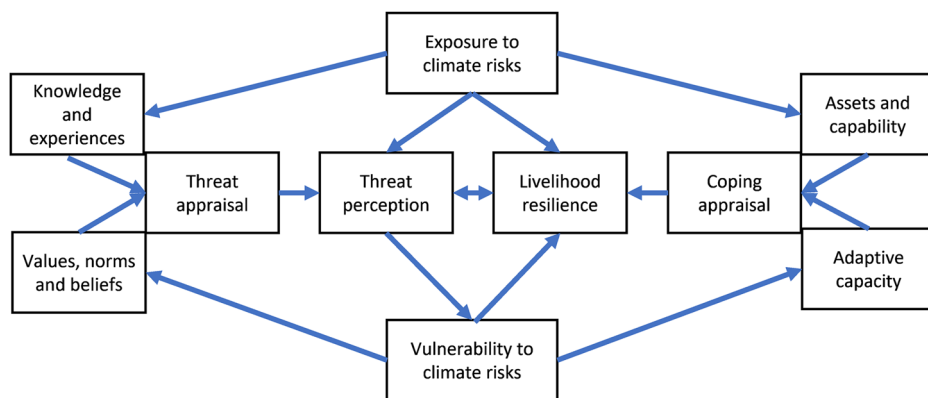 Exposure to
climate risks
Knowledge
and
experiences
Assets and
capability
Threat
appraisal
Threat
perception
Livelihood
resilience
Coping
appraisal
Values, norms
and beliefs
Adaptive
capacity
Vulnerability to
climate risks